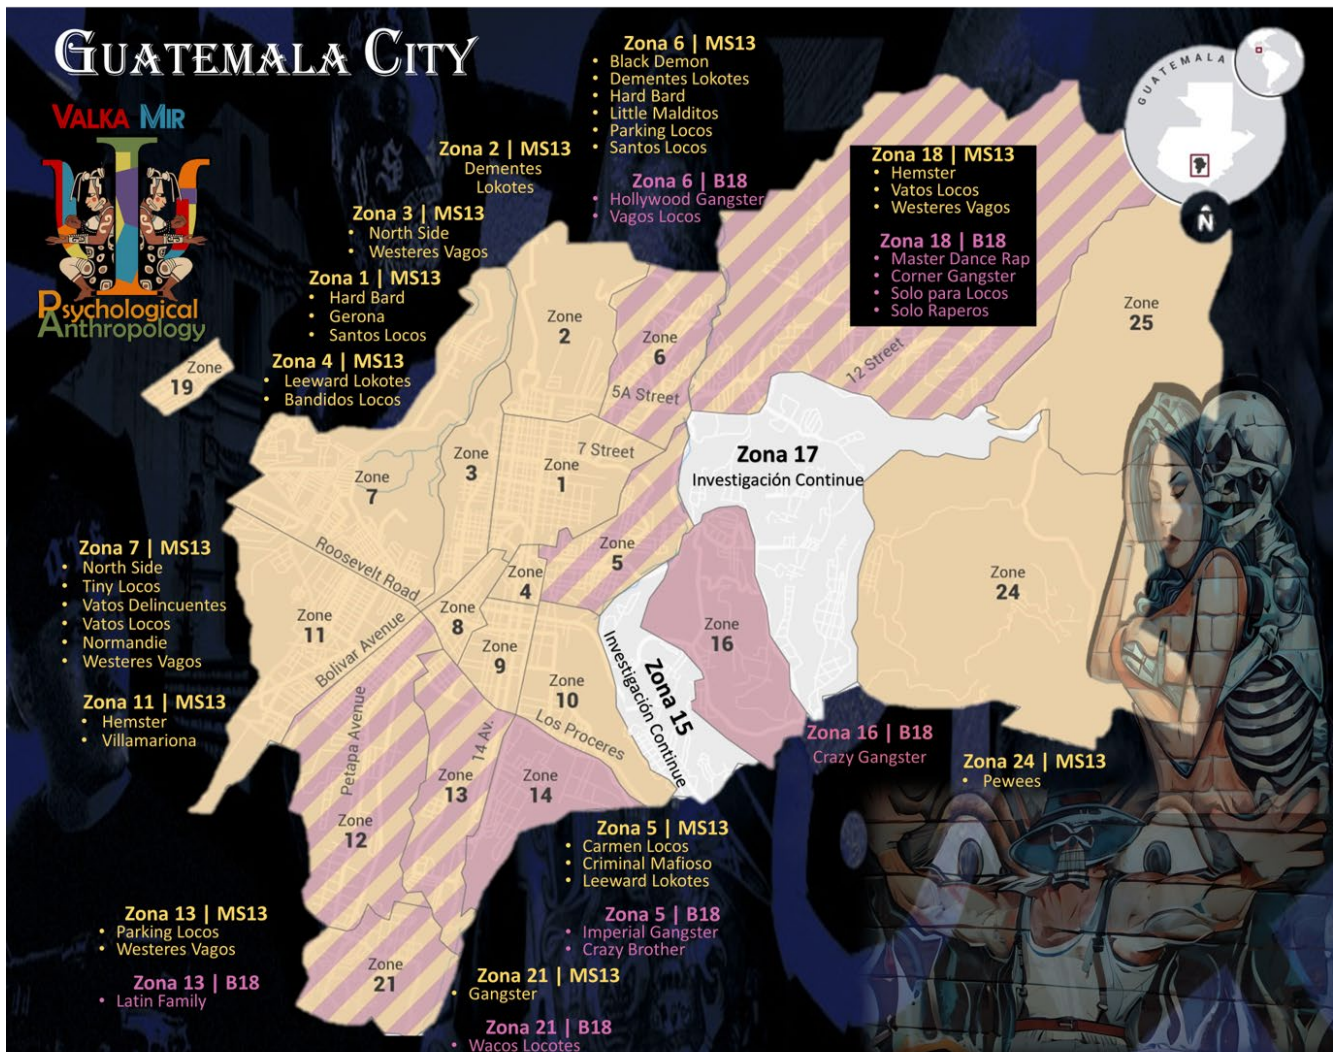 GUATEMALA CITY
VALKA MIR
Psychological
Anthropology
GUATEMALA
N
Zona 6 | MS13
• Black Demon
• Dementes Lokotes
• Hard Bard
• Little Malditos
• Parking Locos
• Santos Locos
Zona 6 | B18
• Hollywood Gangster
• Vagos Locos
Zona 2 | MS13
Dementes
Lokotes
Zona 3 | MS13
• North Side
• Westeres Vagos
Zona 1 | MS13
• Hard Bard
• Gerona
• Santos Locos
Zona 4 | MS13
• Leeward Lokotes
• Bandidos Locos
Zona 18 | MS13
• Hemster
• Vatos Locos
• Westeres Vagos
Zona 18 | B18
• Master Dance Rap
• Corner Gangster
• Solo para Locos
• Solo Raperos
Zone
25
Zone
2
Zone
6
5A Street
12 Street
Zone
19
7 Street
Zone
3
Zone
1
Zone
7
Zona 17
Investigación Continue
Roosevelt Road
Zone
5
Zone
4
Zone
24
Zone
11
Zone
8
Bolivar Avenue
Zone
9
Zone
16
Zone
10
Los Proceres
Zona 15
Investigación Continue
Petapa Avenue
14 Av.
Zone
13
Zone
14
Zone
12
Zone
21
Zona 7 | MS13
• North Side
• Tiny Locos
• Vatos Delincuentes
• Vatos Locos
• Normandie
• Westeres Vagos
Zona 11 | MS13
• Hemster
• Villamariona
Zona 16 | B18
Crazy Gangster
Zona 24 | MS13
• Pewees
Zona 5 | MS13
• Carmen Locos
• Criminal Mafioso
• Leeward Lokotes
Zona 5 | B18
• Imperial Gangster
• Crazy Brother
Zona 13 | MS13
• Parking Locos
• Westeres Vagos
Zona 13 | B18
• Latin Family
Zona 21 | MS13
• Gangster
Zona 21 | B18
• Wacos Locotes